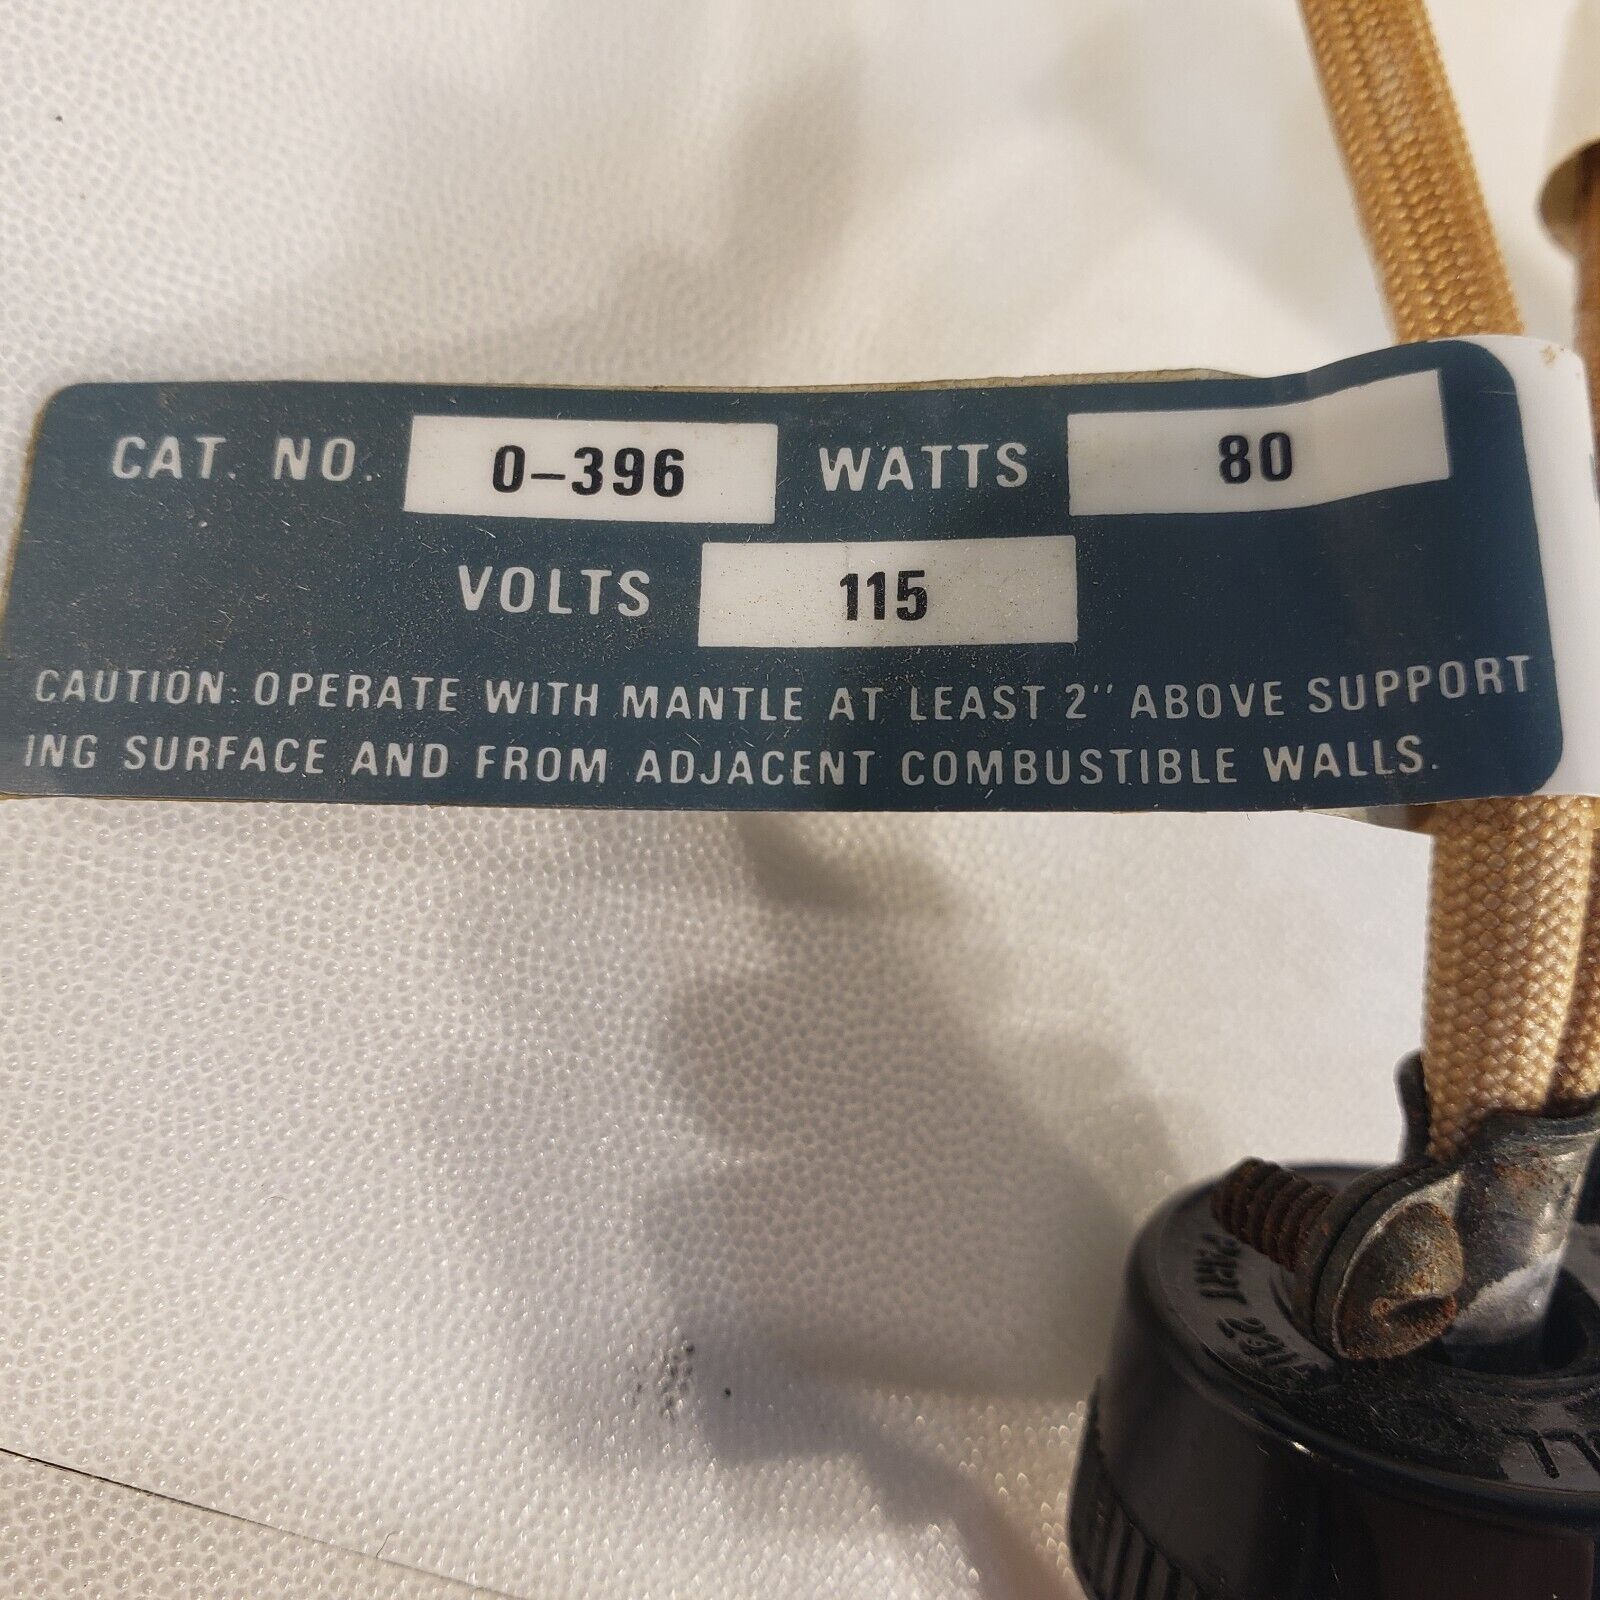 CAT. NO. 0-396 WATTS 80
VOLTS 115
CAUTION: OPERATE WITH MANTLE AT LEAST 2" ABOVE SUPPORT
ING SURFACE AND FROM ADJACENT COMBUSTIBLE WALLS.